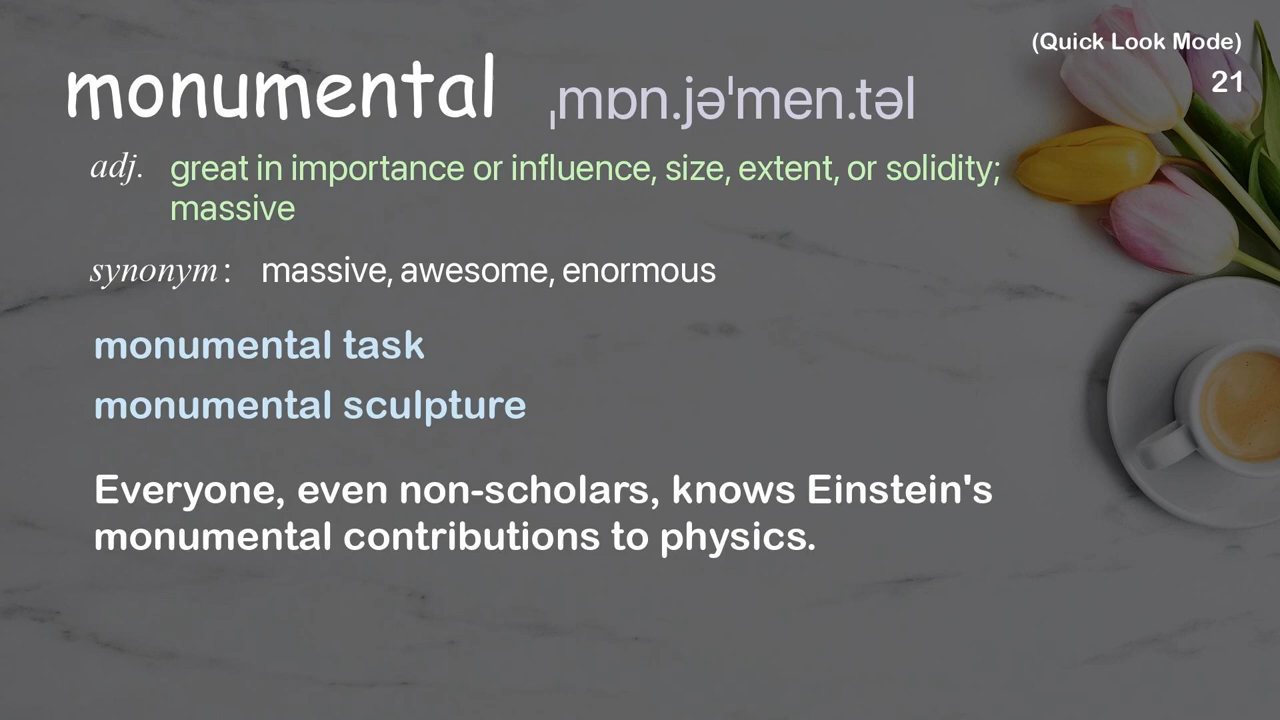 (Quick Look Mode)
monumental ˌmɒn.jəˈmen.təl
21
adj. great in importance or influence, size, extent, or solidity;
massive
synonym: massive, awesome, enormous
monumental task
monumental sculpture
Everyone, even non-scholars, knows Einstein's
monumental contributions to physics.